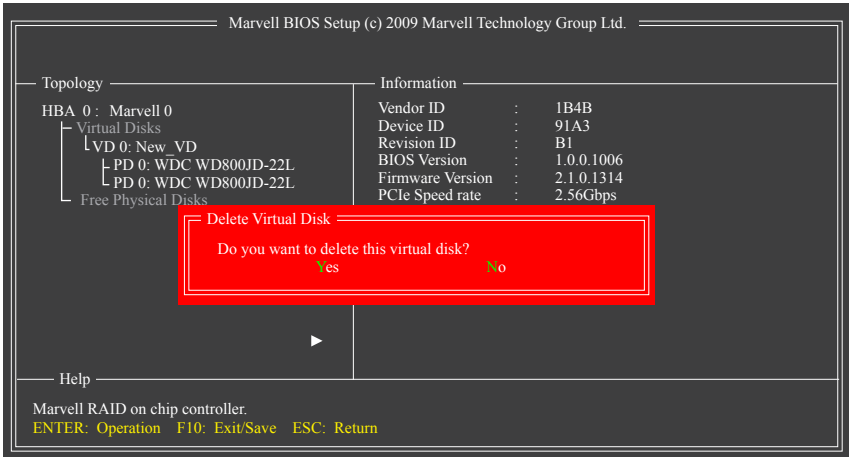 Marvell BIOS Setup (c) 2009 Marvell Technology Group Ltd.
Topology
HBA 0 : Marvell 0
Virtual Disks
VD 0: New_VD
PD 0: WDC WD800JD-22L
PD 0: WDC WD800JD-22L
Free Physical Disks
Information
Vendor ID : 1B4B
Device ID : 91A3
Revision ID : B1
BIOS Version : 1.0.0.1006
Firmware Version : 2.1.0.1314
PCIe Speed rate : 2.56Gbps
Delete Virtual Disk
Do you want to delete this virtual disk?
Yes No
Help
Marvell RAID on chip controller.
ENTER: Operation F10: Exit/Save ESC: Return